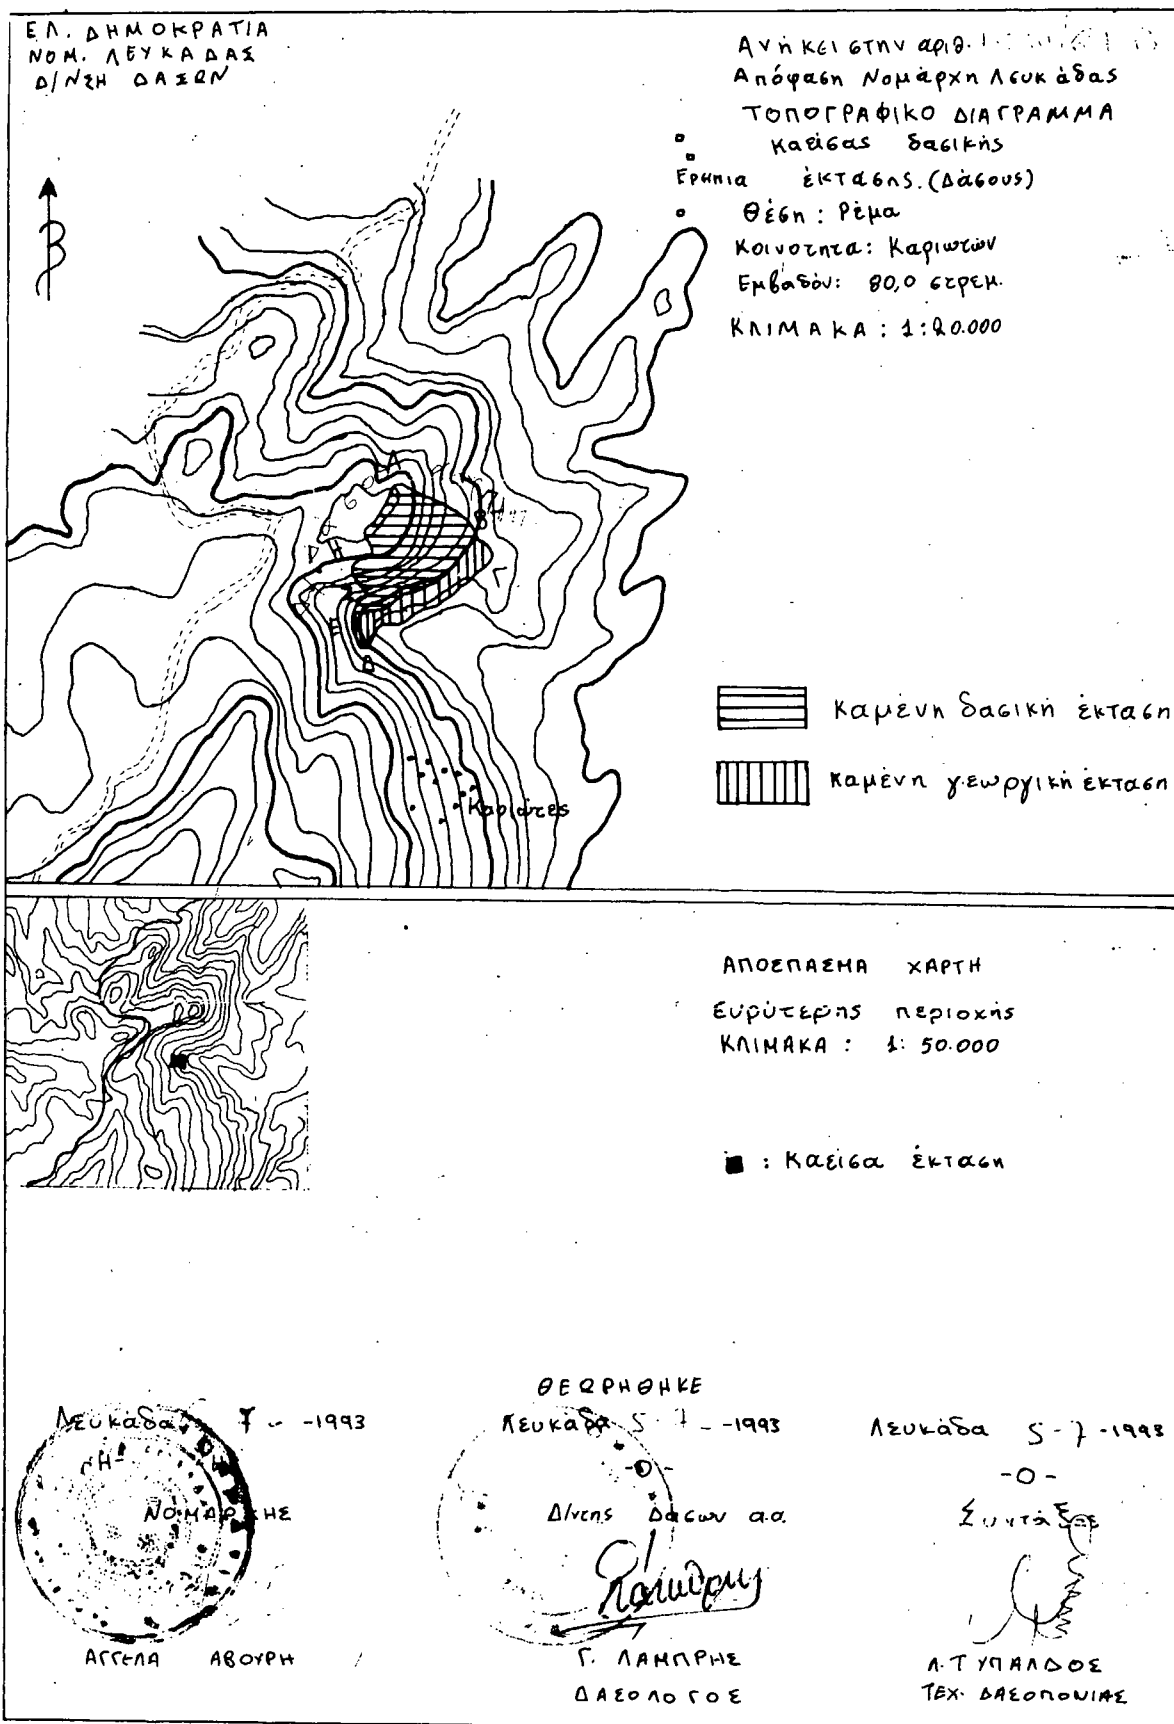 ΕΛ. ΔΗΜΟΚΡΑΤΙΑ
ΝΟΜ. ΛΕΥΚΑΔΑΣ
Δ/ΝΣΗ ΔΑΣΩΝ
Ανήκει στην αριθ.
Απόφαση Νομάρχη Λευκάδας
ΤΟΠΟΓΡΑΦΙΚΟ ΔΙΑΓΡΑΜΜΑ
καείσας δασικής
έκτασης. (Δάσους)
Ερήπια
Θέση: Ρέμα
Κοινότητα: Καριωτών
Εμβαδόν: 80,0 στρεμ.
ΚΛΙΜΑΚΑ: 1:20.000
Α
Β
Γ
Δ
Ε
Η
Καριώτες
Καμένη δασική έκταση
Καμένη γεωργική έκταση
ΑΠΟΣΠΑΣΜΑ ΧΑΡΤΗ
Ευρύτερης περιοχής
ΚΛΙΜΑΚΑ: 1:50.000
: Καείσα έκταση
ΘΕΩΡΗΘΗΚΕ
Λευκάδα 7 - -1993
Λευκάδα 5-7 -1993
Λευκάδα 5-7-1993
-Η-
-Ο-
-Ο-
ΝΟΜΑΡΧΗΣ
Δ/ντης Δασών α.α.
Συντάξας
ΑΓΓΕΛΑ ΑΒΟΥΡΗ
Γ. ΛΑΜΠΡΗΣ
ΔΑΣΟΛΟΓΟΣ
Λ. ΤΥΠΑΛΔΟΣ
ΤΕΧ. ΔΑΣΟΠΟΝΙΑΣ